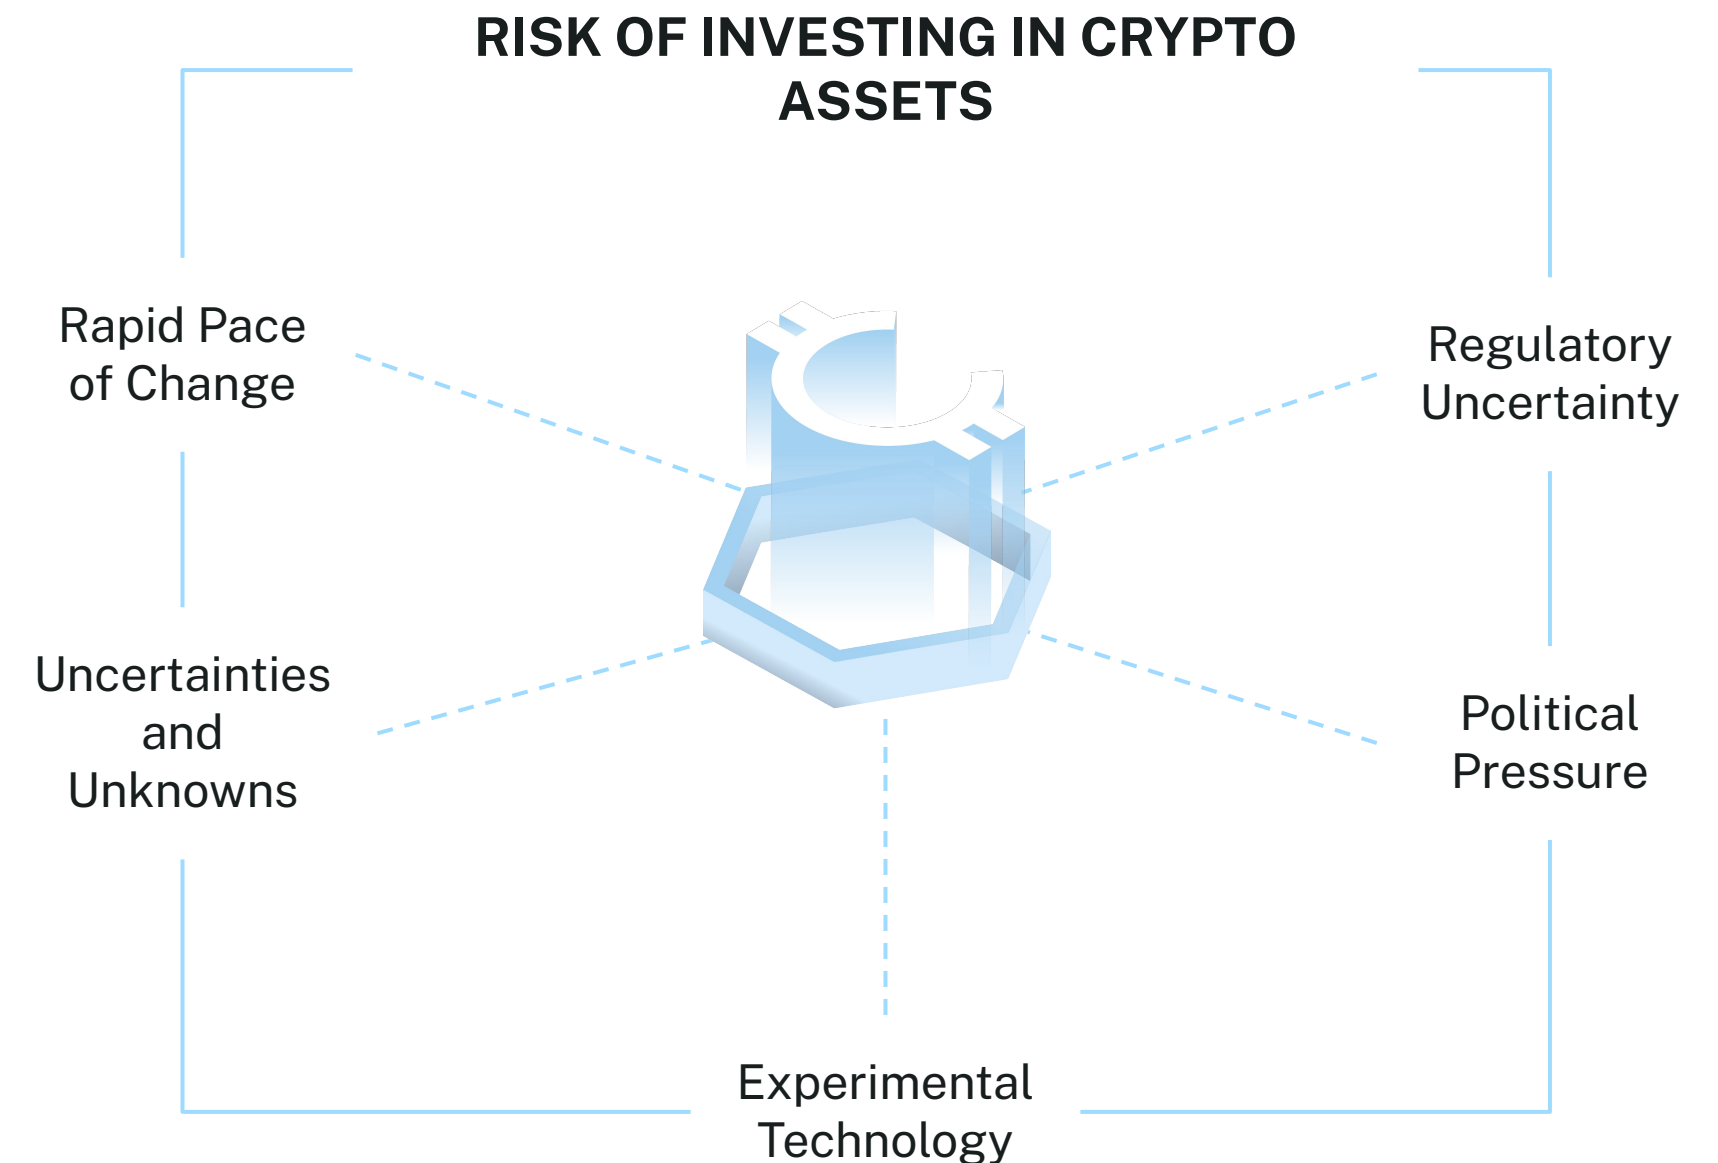 RISK OF INVESTING IN CRYPTO
ASSETS
Rapid Pace
of Change
Regulatory
Uncertainty
Uncertainties
and
Unknowns
Political
Pressure
Experimental
Technology